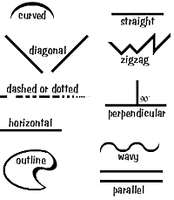 curved
straight
diagonal
zigzag
dashed or dotted
90°
perpendicular
horizontal
outline
wavy
parallel